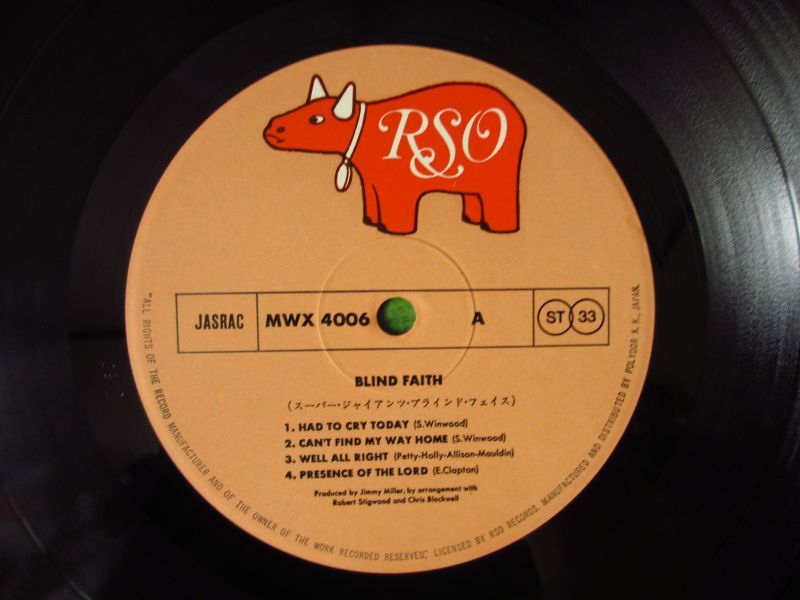 RSO
JASRAC MWX 4006 A ST 33
BLIND FAITH
(スーパー・ジャイアンツ・ブラインド・フェイス)
1. HAD TO CRY TODAY (S.Winwood)
2. CAN'T FIND MY WAY HOME (S.Winwood)
3. WELL ALL RIGHT (Petty-Holly-Allison-Mauldin)
4. PRESENCE OF THE LORD (E.Clapton)
Produced by Jimmy Miller, by arrangement with
Robert Stigwood and Chris Blackwell
"ALL RIGHTS OF THE RECORD MANUFACTURER AND OF THE OWNER OF THE WORK RECORDED RESERVED," LICENSED BY RSO RECORDS. MANUFACTURED AND DISTRIBUTED BY POLYDOR K.K., JAPAN.